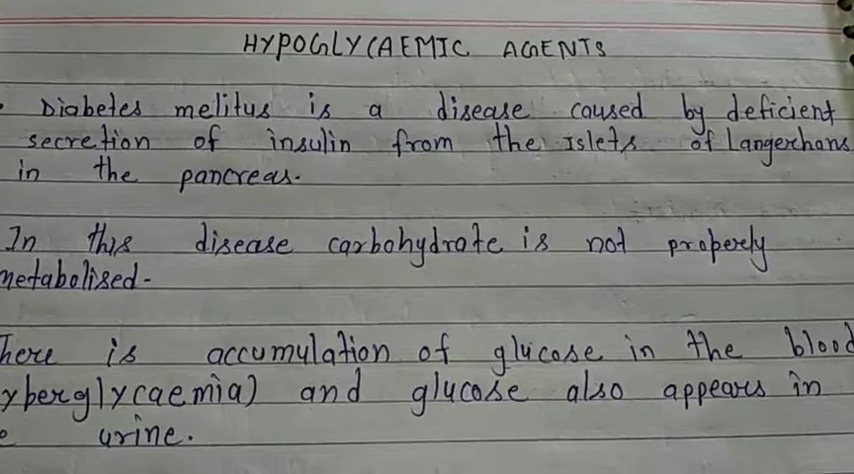 HYPOGLYCAEMIC AGENTS
• Diabetes melitus is a disease caused by deficient
secretion of insulin from the Islets of Langerhans
in the pancreas.
In this disease carbohydrate is not properly
metabolised-
here is accumulation of glucose in the blood
yperglycaemia) and glucose also appears in
e urine.